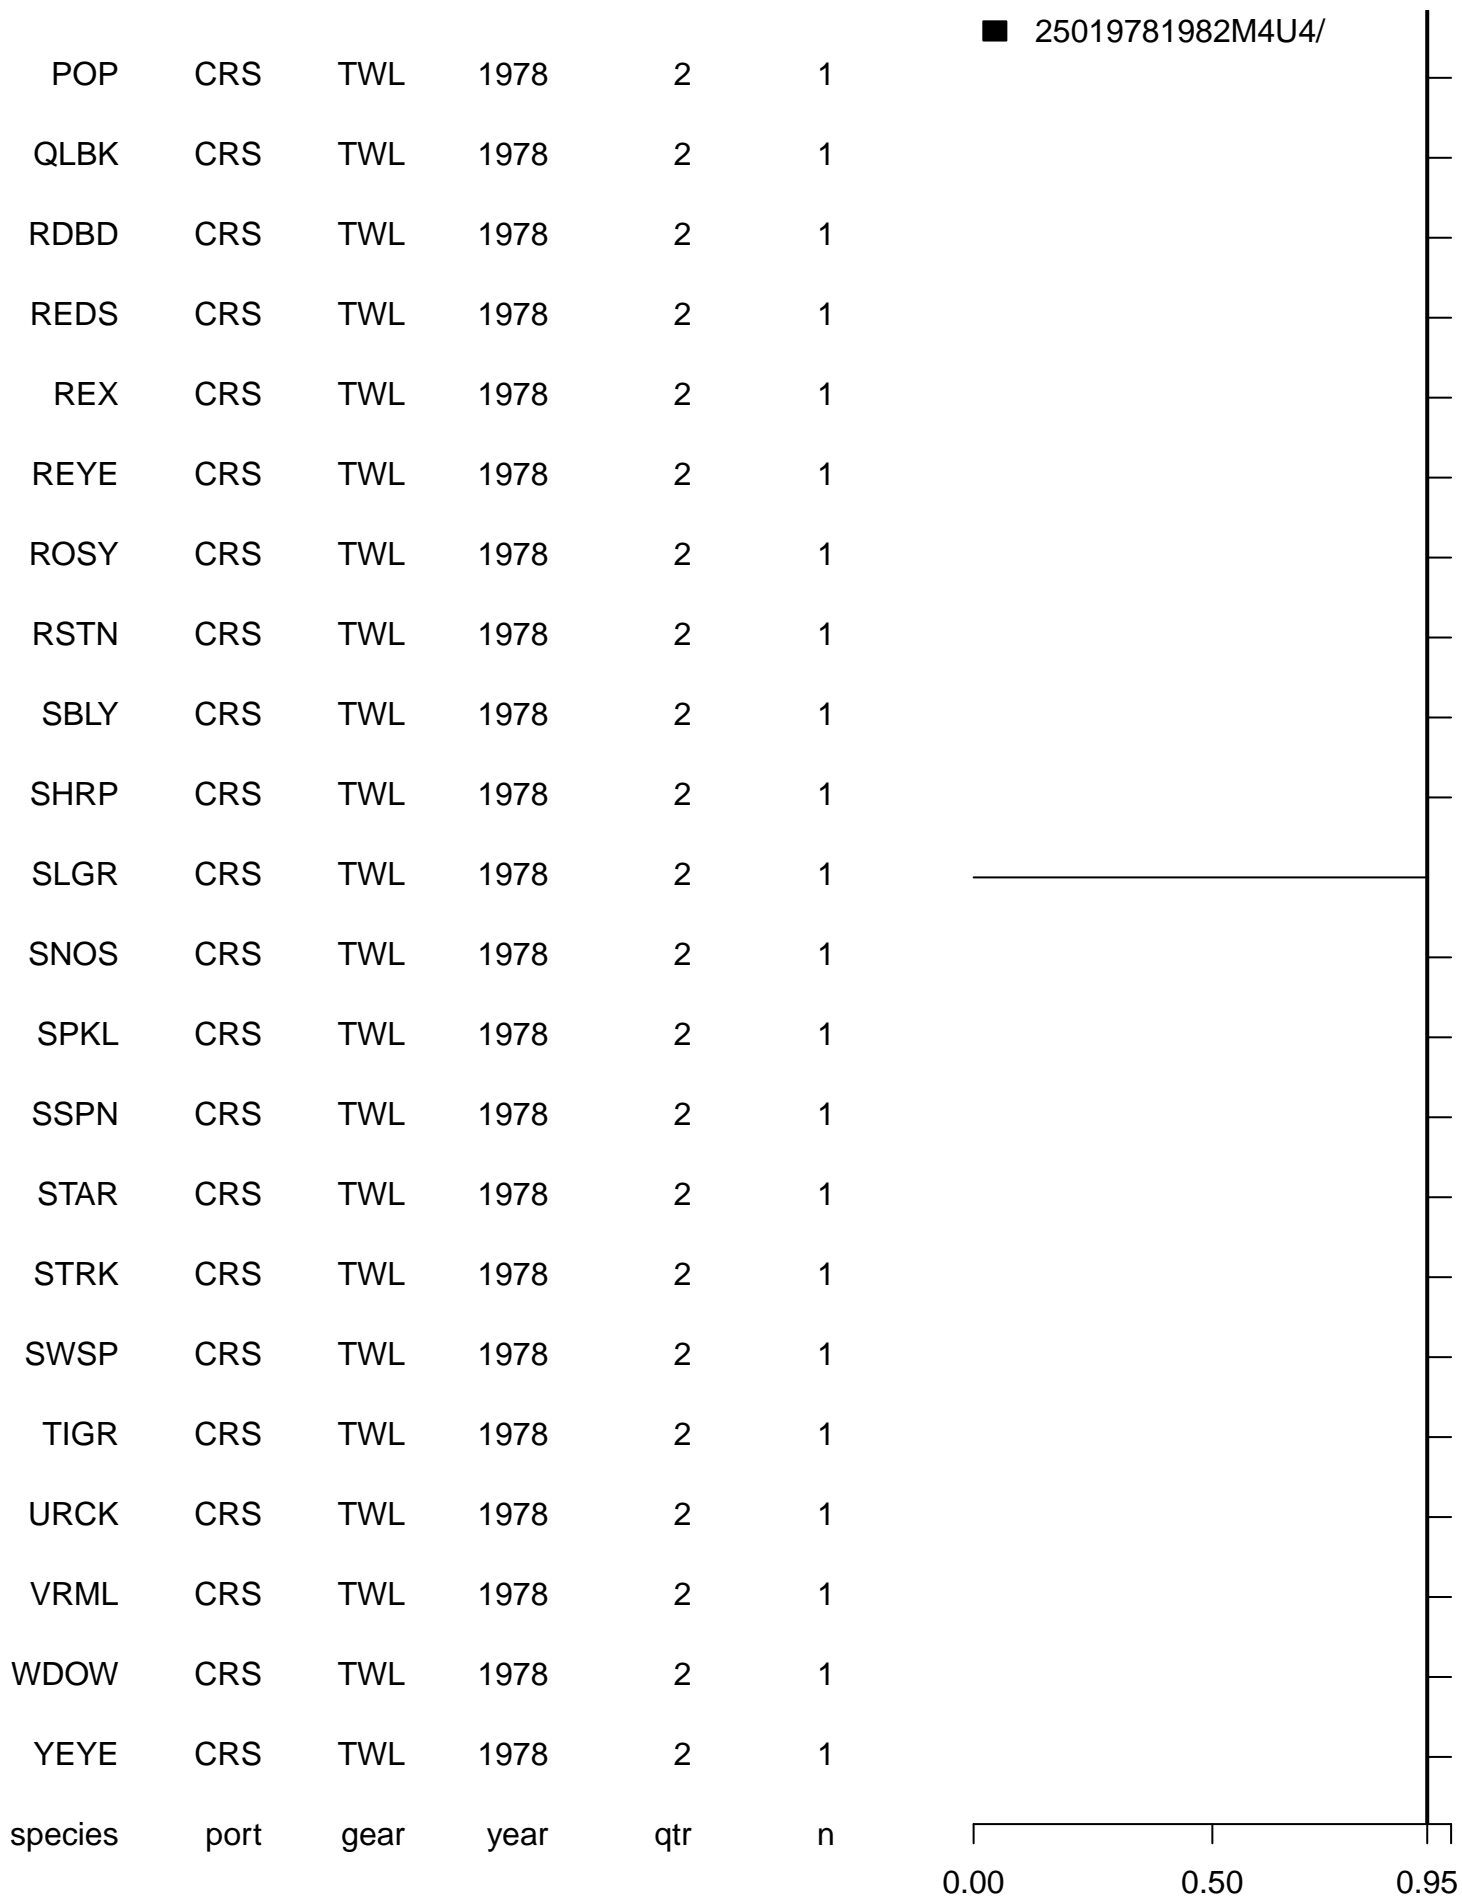 25019781982M4U4/
POP CRS TWL 1978 2 1
QLBK CRS TWL 1978 2 1
RDBD CRS TWL 1978 2 1
REDS CRS TWL 1978 2 1
REX CRS TWL 1978 2 1
REYE CRS TWL 1978 2 1
ROSY CRS TWL 1978 2 1
RSTN CRS TWL 1978 2 1
SBLY CRS TWL 1978 2 1
SHRP CRS TWL 1978 2 1
SLGR CRS TWL 1978 2 1
SNOS CRS TWL 1978 2 1
SPKL CRS TWL 1978 2 1
SSPN CRS TWL 1978 2 1
STAR CRS TWL 1978 2 1
STRK CRS TWL 1978 2 1
SWSP CRS TWL 1978 2 1
TIGR CRS TWL 1978 2 1
URCK CRS TWL 1978 2 1
VRML CRS TWL 1978 2 1
WDOW CRS TWL 1978 2 1
YEYE CRS TWL 1978 2 1
species port gear year qtr n
0.00 0.50 0.95